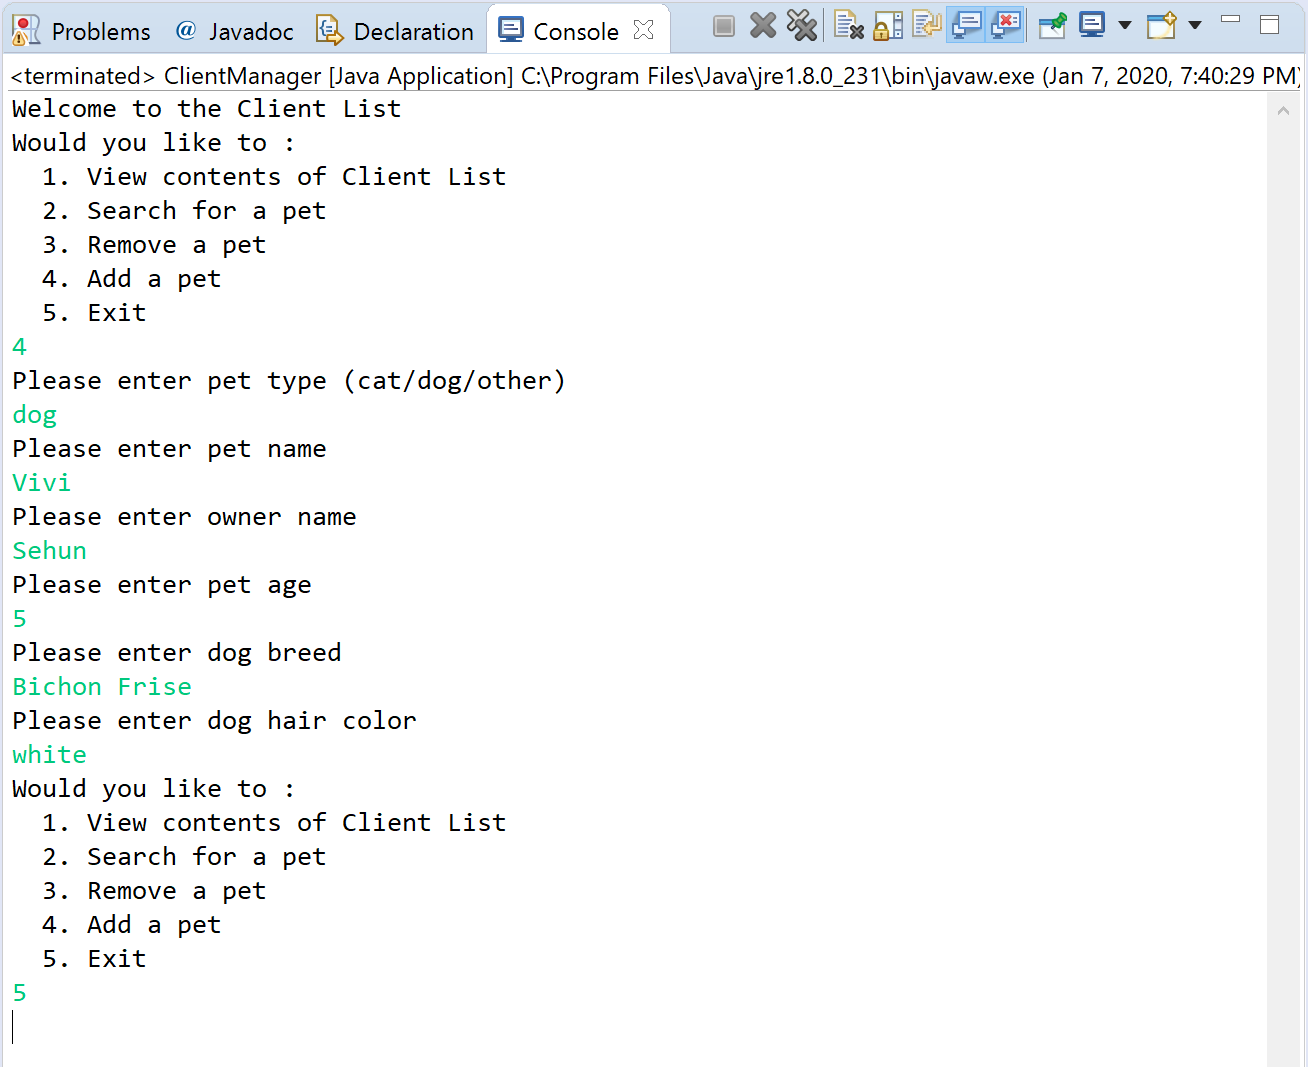 Problems @ Javadoc Declaration Console
<terminated> ClientManager [Java Application] C:\Program Files\Java\jre1.8.0_231\bin\javaw.exe (Jan 7, 2020, 7:40:29 PM)
Welcome to the Client List
Would you like to :
  1. View contents of Client List
  2. Search for a pet
  3. Remove a pet
  4. Add a pet
  5. Exit
4
Please enter pet type (cat/dog/other)
dog
Please enter pet name
Vivi
Please enter owner name
Sehun
Please enter pet age
5
Please enter dog breed
Bichon Frise
Please enter dog hair color
white
Would you like to :
  1. View contents of Client List
  2. Search for a pet
  3. Remove a pet
  4. Add a pet
  5. Exit
5